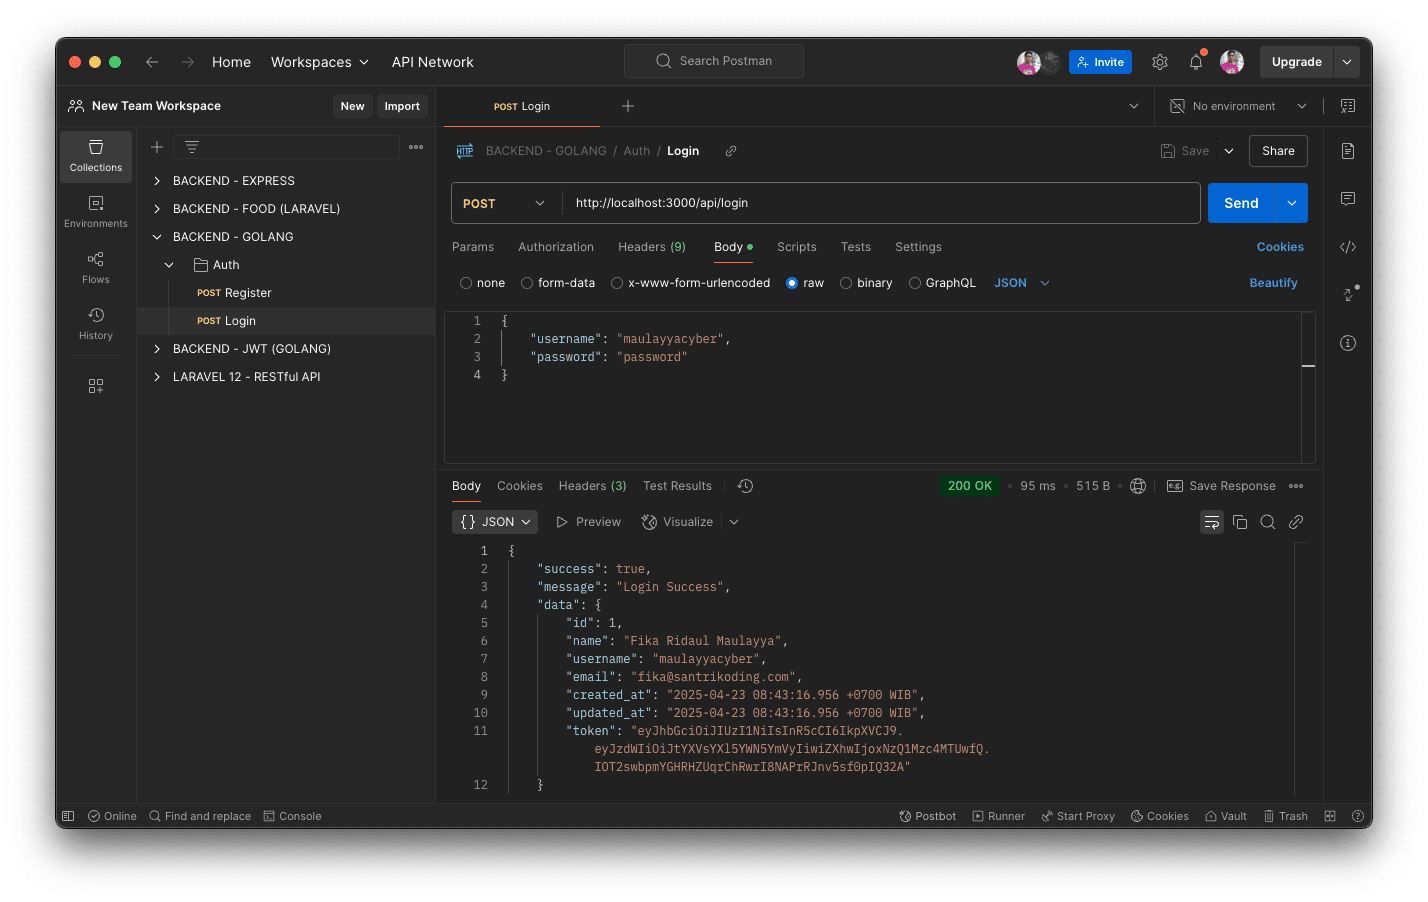 Home
Workspaces
API Network
Search Postman
Invite
Upgrade
New Team Workspace
New
Import
POST Login
No environment
Collections
Environments
Flows
History
BACKEND - EXPRESS
BACKEND - FOOD (LARAVEL)
BACKEND - GOLANG
Auth
POST Register
POST Login
BACKEND - JWT (GOLANG)
LARAVEL 12 - RESTful API
HTTP
BACKEND - GOLANG / Auth / Login
Save
Share
POST
http://localhost:3000/api/login
Send
Params Authorization Headers (9) Body Scripts Tests Settings
Cookies
none form-data x-www-form-urlencoded raw binary GraphQL JSON
Beautify
1 {
2 "username": "maulayyacyber",
3 "password": "password"
4 }
Body Cookies Headers (3) Test Results
200 OK • 95 ms • 515 B
e.g. Save Response
{} JSON
Preview
Visualize
1 {
2 "success": true,
3 "message": "Login Success",
4 "data": {
5 "id": 1,
6 "name": "Fika Ridaul Maulayya",
7 "username": "maulayyacyber",
8 "email": "fika@santrikoding.com",
9 "created_at": "2025-04-23 08:43:16.956 +0700 WIB",
10 "updated_at": "2025-04-23 08:43:16.956 +0700 WIB",
11 "token": "eyJhbGciOiJIUzI1NiIsInR5cCI6IkpXVCJ9.
eyJzdWIiOiJtYXVsYXl5YWN5YmVyIiwiZXhwIjoxNzQ1Mzc4MTUwfQ.
IOT2swbpmYGHRHZUqrChRwrI8NAPrRJnv5sf0pIQ32A"
12 }
Online
Find and replace
Console
Postbot
Runner
Start Proxy
Cookies
Vault
Trash